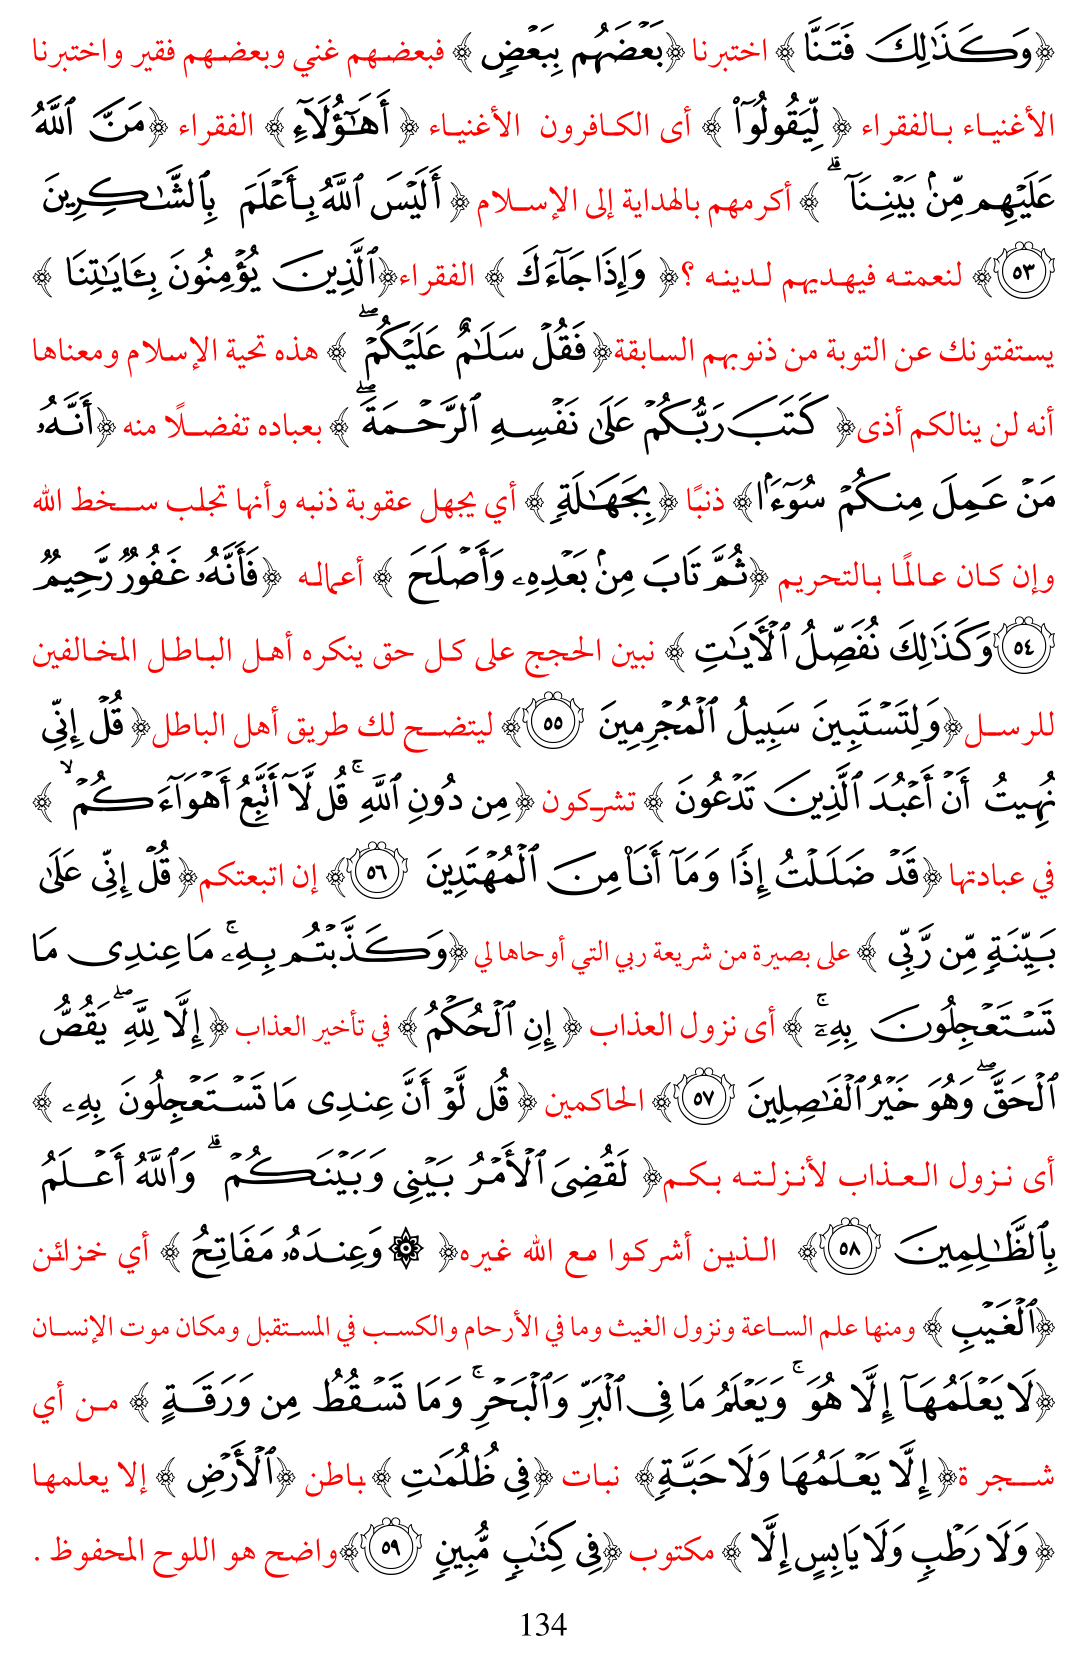 ﴿وَكَذَٰلِكَ فَتَنَّا ﴾ اختبرنا ﴿بَعۡضَهُم بِبَعۡضٖ ﴾ فبعضهم غني وبعضهم فقير واختبرنا
الأغنياء بالفقراء ﴿ لِّيَقُولُوٓاْ ﴾ أى الكافرون الأغنياء ﴿ أَهَٰٓؤُلَآءِ ﴾ الفقراء ﴿مَنَّ ٱللَّهُ
عَلَيۡهِم مِّنۢ بَيۡنِنَآۗ ﴾ أكرمهم بالهداية إلى الإسلام ﴿ أَلَيۡسَ ٱللَّهُ بِأَعۡلَمَ بِٱلشَّٰكِرِينَ
٥٣﴾ لنعمته فيهديهم لدينه ؟﴿ وَإِذَا جَآءَكَ ﴾ الفقراء﴿ٱلَّذِينَ يُؤۡمِنُونَ بِـَٔايَٰتِنَا ﴾
يستفتونك عن التوبة من ذنوبهم السابقة﴿ فَقُلۡ سَلَٰمٌ عَلَيۡكُمۡۖ ﴾ هذه تحية الإسلام ومعناها
أنه لن ينالكم أذى﴿ كَتَبَ رَبُّكُمۡ عَلَىٰ نَفۡسِهِ ٱلرَّحۡمَةَۖ ﴾ بعباده تفضلًا منه ﴿أَنَّهُۥ
مَنۡ عَمِلَ مِنكُمۡ سُوٓءَۢا﴾ ذنبًا ﴿بِجَهَٰلَةٖ ﴾ أي يجهل عقوبة ذنبه وأنها تجلب سخط الله
وإن كان عالمًا بالتحريم ﴿ثُمَّ تَابَ مِنۢ بَعۡدِهِۦ وَأَصۡلَحَ ﴾ أعماله ﴿فَأَنَّهُۥ غَفُورٞ رَّحِيمٞ
٥٤ وَكَذَٰلِكَ نُفَصِّلُ ٱلۡأٓيَٰتِ ﴾ نبين الحجج على كل حق ينكره أهل الباطل المخالفين
للرسل﴿وَلِتَسۡتَبِينَ سَبِيلُ ٱلۡمُجۡرِمِينَ ٥٥﴾ ليتضح لك طريق أهل الباطل﴿ قُلۡ إِنِّي
نُهِيتُ أَنۡ أَعۡبُدَ ٱلَّذِينَ تَدۡعُونَ ﴾ تشركون ﴿مِن دُونِ ٱللَّهِۚ قُل لَّآ أَتَّبِعُ أَهۡوَآءَكُمۡۙ ﴾
في عبادتها ﴿قَدۡ ضَلَلۡتُ إِذٗا وَمَآ أَنَا۠ مِنَ ٱلۡمُهۡتَدِينَ ٥٦﴾ إن اتبعتكم﴿ قُلۡ إِنِّي عَلَىٰ
بَيِّنَةٖ مِّن رَّبِّي ﴾ على بصيرة من شريعة ربي التي أوحاها لي ﴿وَكَذَّبۡتُم بِهِۦۚ مَا عِندِي مَا
تَسۡتَعۡجِلُونَ بِهِۦٓۚ ﴾ أى نزول العذاب ﴿ إِنِ ٱلۡحُكۡمُ ﴾ في تأخير العذاب ﴿ إِلَّا لِلَّهِۖ يَقُصُّ
ٱلۡحَقَّۖ وَهُوَ خَيۡرُ ٱلۡفَٰصِلِينَ ٥٧﴾ الحاكمين ﴿ قُل لَّوۡ أَنَّ عِندِي مَا تَسۡتَعۡجِلُونَ بِهِۦ ﴾
أى نزول العذاب لأنزلته بكم﴿ لَقُضِيَ ٱلۡأَمۡرُ بَيۡنِي وَبَيۡنَكُمۡۗ وَٱللَّهُ أَعۡلَمُ
بِٱلظَّٰلِمِينَ ٥٨﴾ الذين أشركوا مع الله غيره﴿ ۞ وَعِندَهُۥ مَفَاتِحُ ﴾ أي خزائن
﴿ٱلۡغَيۡبِ ﴾ ومنها علم الساعة ونزول الغيث وما في الأرحام والكسب في المستقبل ومكان موت الإنسان
﴿لَا يَعۡلَمُهَآ إِلَّا هُوَۚ وَيَعۡلَمُ مَا فِي ٱلۡبَرِّ وَٱلۡبَحۡرِۚ وَمَا تَسۡقُطُ مِن وَرَقَةٍ ﴾ من أي
شجر ة﴿ إِلَّا يَعۡلَمُهَا وَلَا حَبَّةٖ﴾ نبات ﴿فِي ظُلُمَٰتِ ﴾باطن ﴿ٱلۡأَرۡضِ ﴾ إلا يعلمها
﴿ وَلَا رَطۡبٖ وَلَا يَابِسٍ إِلَّا ﴾ مكتوب ﴿فِي كِتَٰبٖ مُّبِينٖ ٥٩﴾واضح هو اللوح المحفوظ .
134